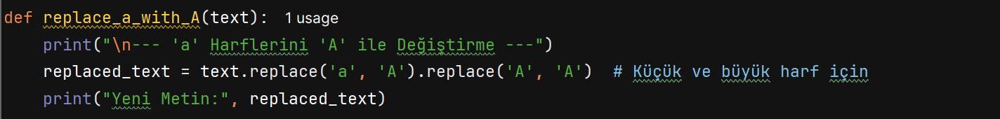 def replace_a_with_A(text): 1 usage
    print("\n--- 'a' Harflerini 'A' ile Değiştirme ---")
    replaced_text = text.replace('a', 'A').replace('A', 'A')  # Küçük ve büyük harf için
    print("Yeni Metin:", replaced_text)